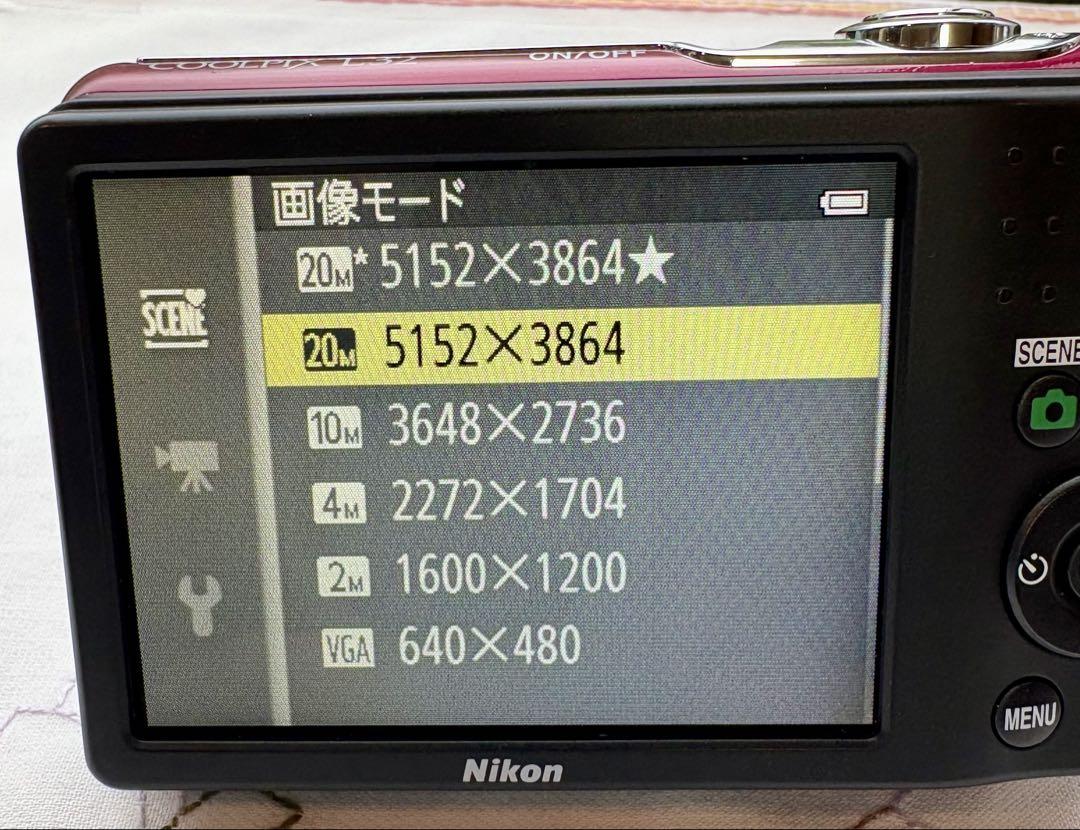 COOLPIX L32 ON/OFF
画像モード
SCENE
20M* 5152×3864★
20M 5152×3864
10M 3648×2736
4M 2272×1704
2M 1600×1200
VGA 640×480
SCENE
MENU
Nikon